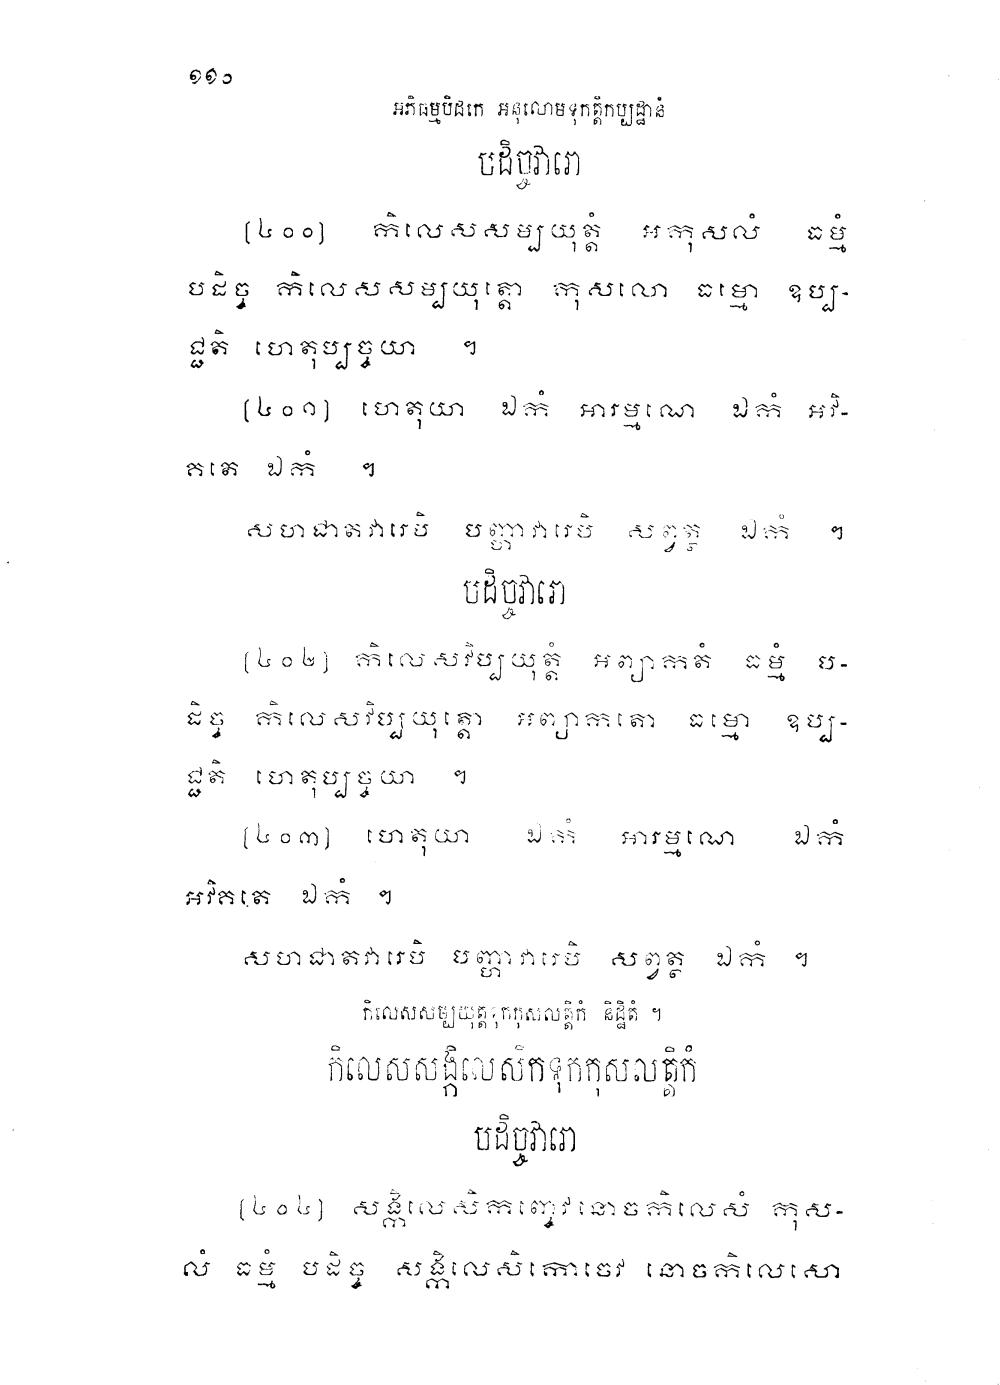 ១១០
អភិធម្មបិដកេ អនុលោមទុកត្តិកប្បដ្ឋានំ
បដិច្ចវារោ
(៤០០) កិលេសសម្បយុត្តំ អកុសលំ ធម្មំ
បដិច្ច កិលេសសម្បយុត្តោ កុសលោ ធម្មោ ឧប្ប-
ជ្ជតិ ហេតុប្បច្ចយា ។
(៤០១) ហេតុយា ឯកំ អារម្មណេ ឯកំ អវិ-
គតេ ឯកំ ។
សហជាតវារេបិ បញ្ហាវារេបិ សព្វត្ថ ឯកំ ។
បដិច្ចវារោ
(៤០២) កិលេសវិប្បយុត្តំ អព្យាកតំ ធម្មំ ប-
ដិច្ច កិលេសវិប្បយុត្តោ អព្យាកតោ ធម្មោ ឧប្ប-
ជ្ជតិ ហេតុប្បច្ចយា ។
(៤០៣) ហេតុយា ឯកំ អារម្មណេ ឯកំ
អវិគតេ ឯកំ ។
សហជាតវារេបិ បញ្ហាវារេបិ សព្វត្ថ ឯកំ ។
កិលេសសម្បយុត្តទុកកុសលត្តិកំ និដ្ឋិតំ ។
កិលេសសង្កិលេសិកទុកកុសលត្តិកំ
បដិច្ចវារោ
(៤០៤) សង្កិលេសិកញ្ចេវនោចកិលេសំ កុស-
លំ ធម្មំ បដិច្ច សង្កិលេសិកោចេវ នោចកិលេសោ